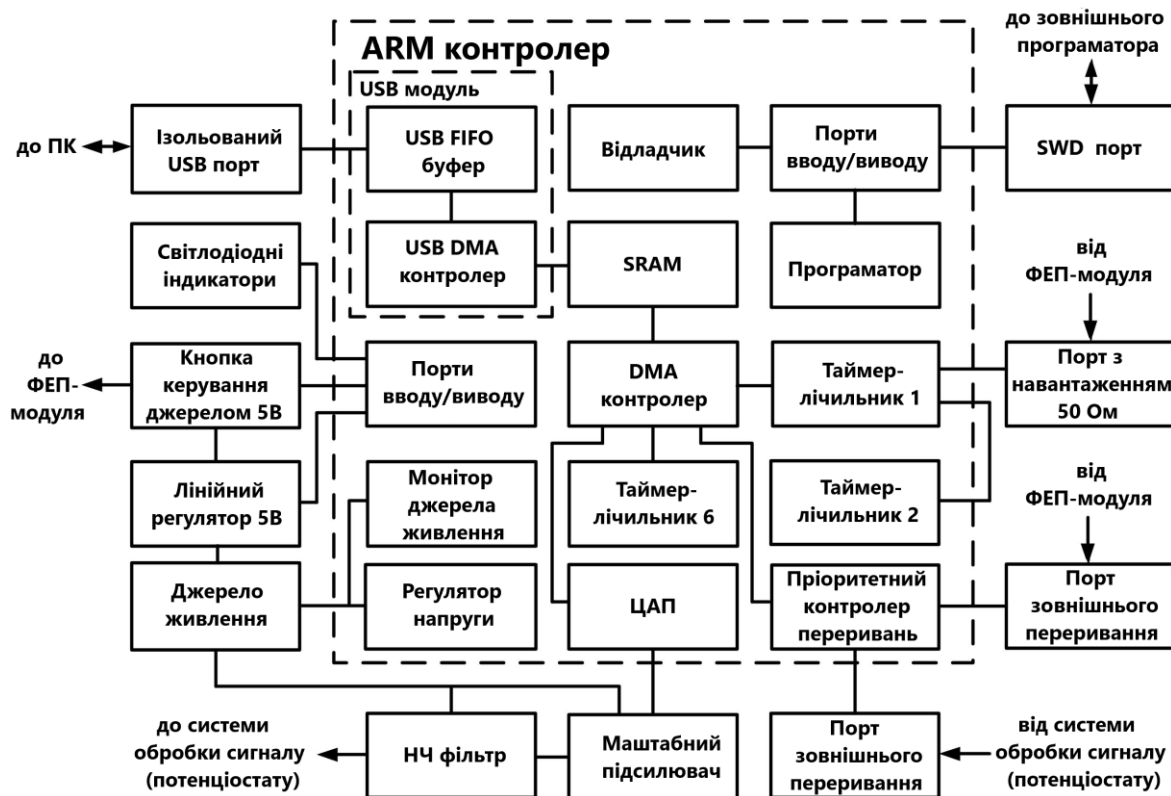 ARM контролер
USB модуль
до зовнішнього
програматора
до ПК
Ізольований
USB порт
USB FIFO
буфер
Відладчик
Порти
вводу/виводу
SWD порт
Світлодіодні
індикатори
USB DMA
контролер
SRAM
Програматор
від
ФЕП-модуля
до
ФЕП-
модуля
Кнопка
керування
джерелом 5В
Порти
вводу/виводу
DMA
контролер
Таймер-
лічильник 1
Порт з
навантаженням
50 Ом
Лінійний
регулятор 5В
Монітор
джерела
живлення
Таймер-
лічильник 6
Таймер-
лічильник 2
від
ФЕП-модуля
Джерело
живлення
Регулятор
напруги
ЦАП
Пріоритетний
контролер
переривань
Порт
зовнішнього
переривання
до системи
обробки сигналу
(потенціостату)
НЧ фільтр
Маштабний
підсилювач
Порт
зовнішнього
переривання
від системи
обробки сигналу
(потенціостату)